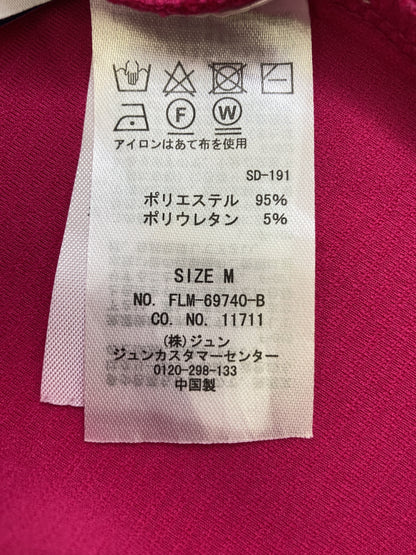 F W
アイロンはあて布を使用
SD-191
ポリエステル 95%
ポリウレタン 5%
SIZE M
NO. FLM-69740-B
CO. NO. 11711
(株)ジュン
ジュンカスタマーセンター
0120-298-133
中国製